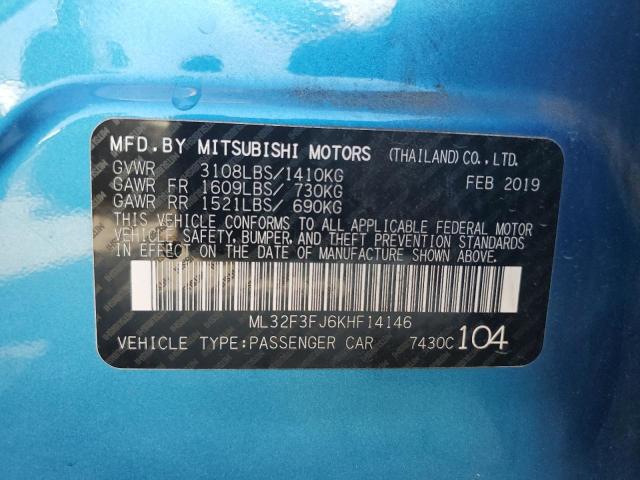 MFD.BY MITSUBISHI MOTORS (THAILAND)CO.,LTD.
GVWR 3108LBS/1410KG FEB 2019
GAWR FR 1609LBS/ 730KG
GAWR RR 1521LBS/ 690KG
THIS VEHICLE CONFORMS TO ALL APPLICABLE FEDERAL MOTOR
VEHICLE SAFETY, BUMPER, AND THEFT PREVENTION STANDARDS
IN EFFECT ON THE DATE OF MANUFACTURE SHOWN ABOVE.
ML32F3FJ6KHF14146
VEHICLE TYPE:PASSENGER CAR 7430C 104